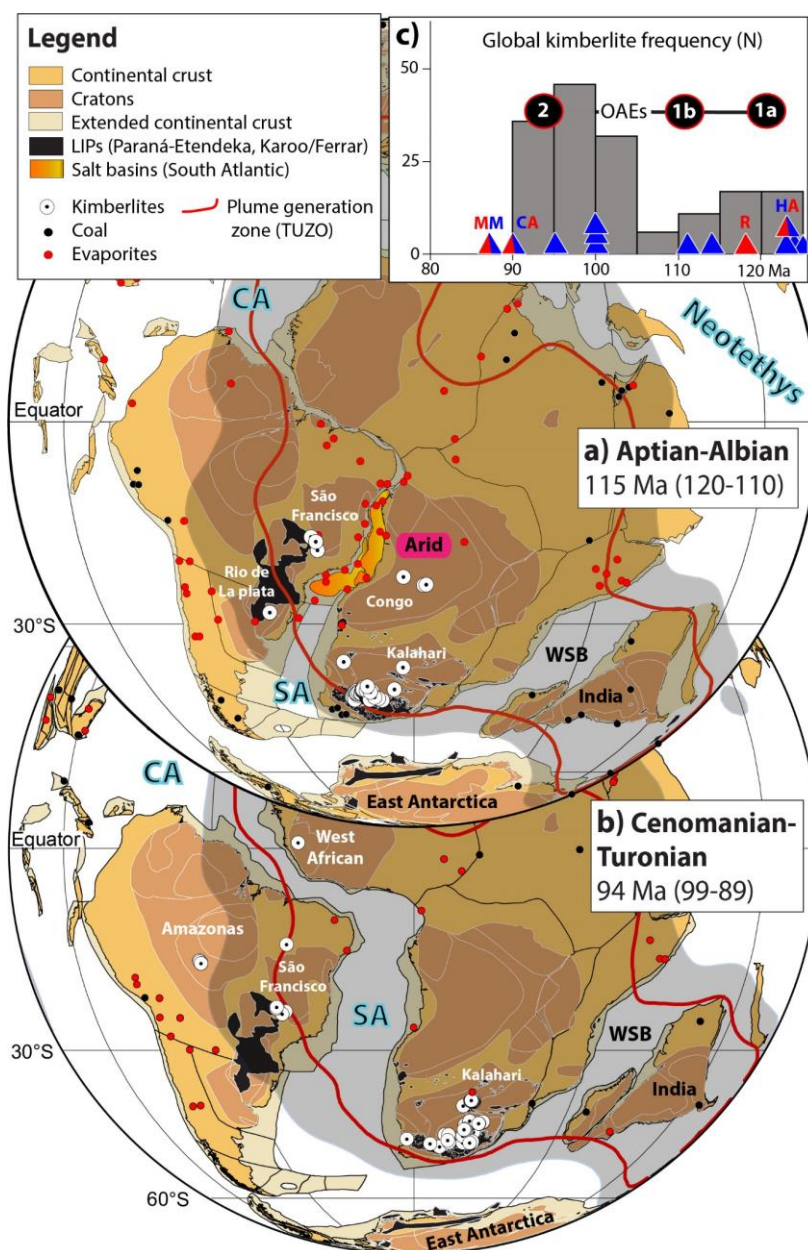 Legend
Continental crust
Cratons
Extended continental crust
LIPs (Paraná-Etendeka, Karoo/Ferrar)
Salt basins (South Atlantic)
Kimberlites
Coal
Evaporites
Plume generation
zone (TUZO)
c)
Global kimberlite frequency (N)
50
25
0
2
OAEs
1b
1a
MM
CA
R
HA
80
90
100
110
120 Ma
CA
Neotethys
Equator
a) Aptian-Albian
115 Ma (120-110)
São
Francisco
Arid
Rio de
La plata
Congo
30°S
Kalahari
WSB
SA
India
East Antarctica
CA
b) Cenomanian-
Turonian
94 Ma (99-89)
Equator
West
African
Amazonas
São
Francisco
SA
WSB
30°S
Kalahari
India
60°S
East Antarctica